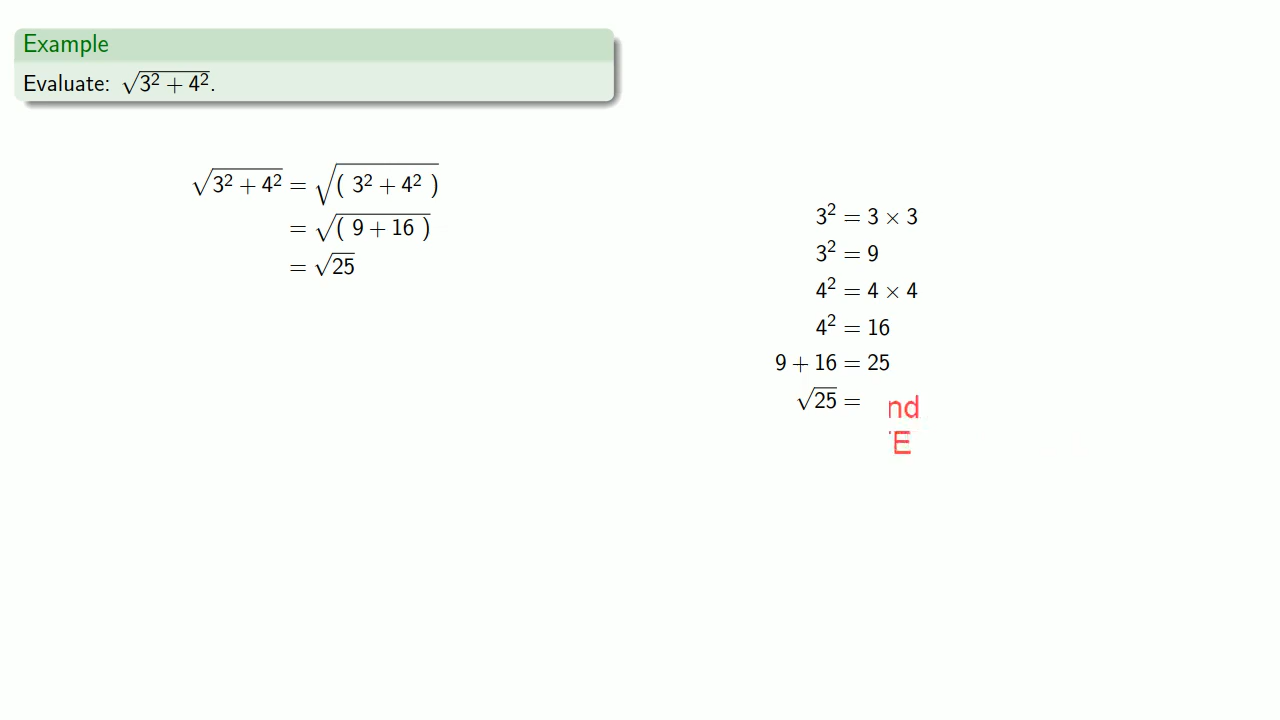 Example
Evaluate: √3² + 4².
√3² + 4² = √( 3² + 4² )
= √( 9 + 16 )
= √25
3² = 3 × 3
3² = 9
4² = 4 × 4
4² = 16
9 + 16 = 25
√25 =
nd
E